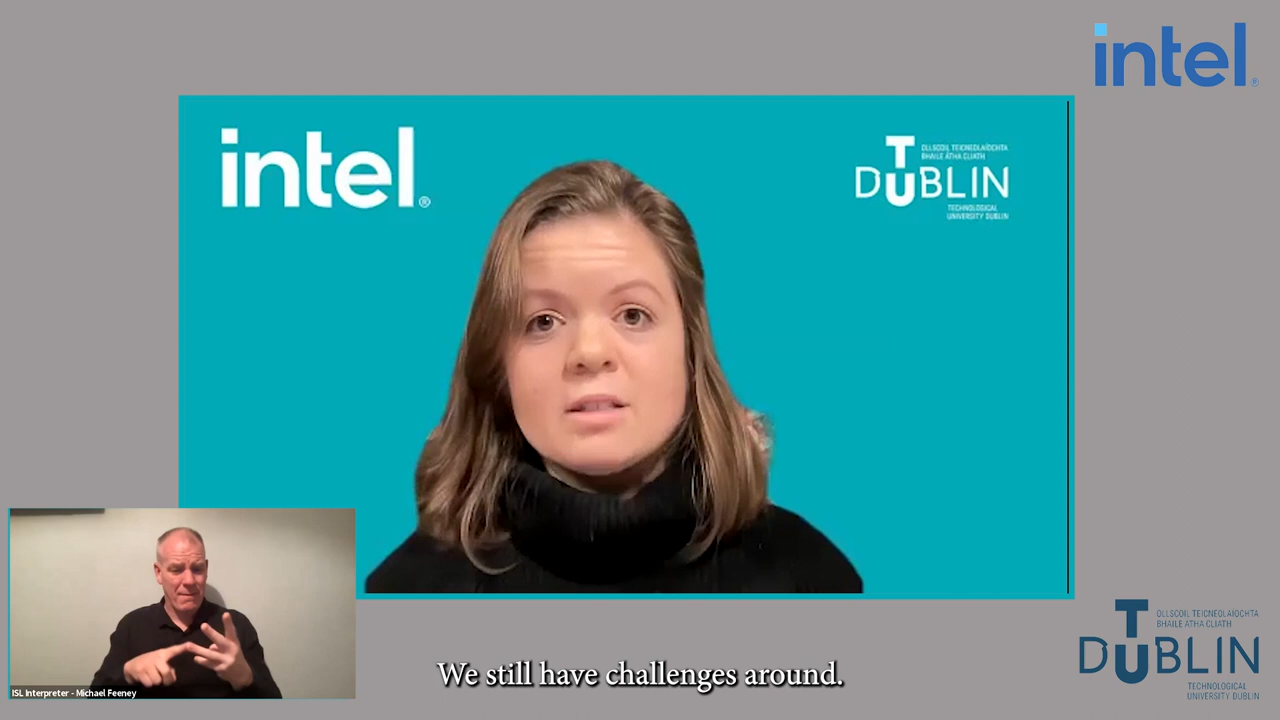 intel®
intel®
T
OLLSCOIL TEICNEOLAÍOCHTA
BHAILE ÁTHA CLIATH
DUBLIN
TECHNOLOGICAL
UNIVERSITY DUBLIN
ISL Interpreter - Michael Feeney
We still have challenges around.
T
OLLSCOIL TEICNEOLAÍOCHTA
BHAILE ÁTHA CLIATH
DUBLIN
TECHNOLOGICAL
UNIVERSITY DUBLIN